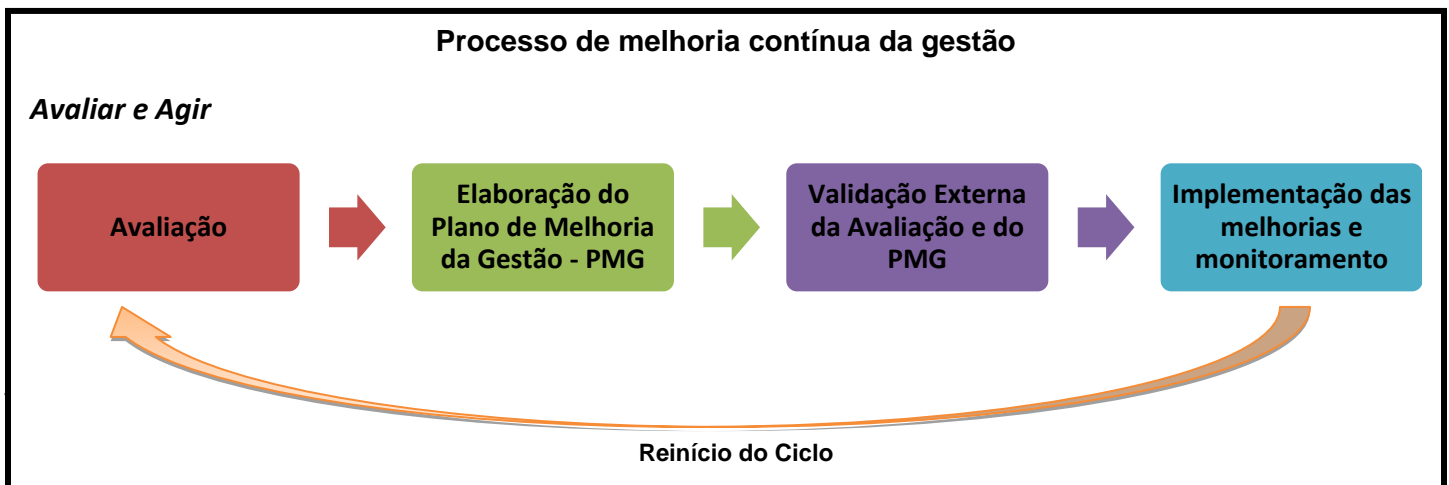 Processo de melhoria contínua da gestão
Avaliar e Agir
Avaliação
Elaboração do
Plano de Melhoria
da Gestão - PMG
Validação Externa
da Avaliação e do
PMG
Implementação das
melhorias e
monitoramento
Reinício do Ciclo